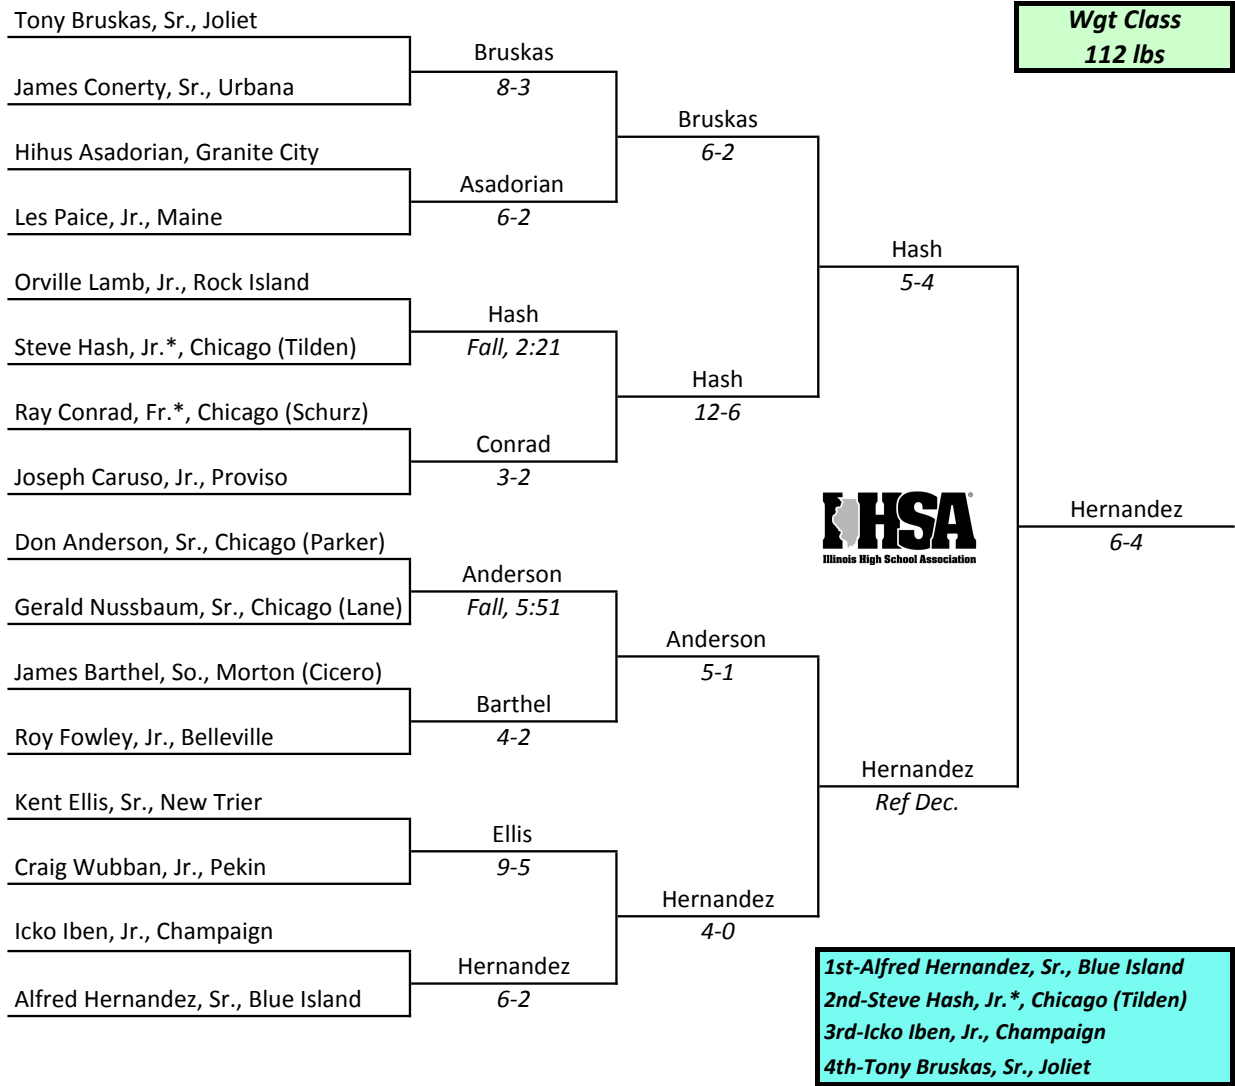 Tony Bruskas, Sr., Joliet
James Conerty, Sr., Urbana
Hihus Asadorian, Granite City
Les Paice, Jr., Maine
Orville Lamb, Jr., Rock Island
Steve Hash, Jr.*, Chicago (Tilden)
Ray Conrad, Fr.*, Chicago (Schurz)
Joseph Caruso, Jr., Proviso
Don Anderson, Sr., Chicago (Parker)
Gerald Nussbaum, Sr., Chicago (Lane)
James Barthel, So., Morton (Cicero)
Roy Fowley, Jr., Belleville
Kent Ellis, Sr., New Trier
Craig Wubban, Jr., Pekin
Icko Iben, Jr., Champaign
Alfred Hernandez, Sr., Blue Island
Bruskas
8-3
Asadorian
6-2
Hash
Fall, 2:21
Conrad
3-2
Anderson
Fall, 5:51
Barthel
4-2
Ellis
9-5
Hernandez
6-2
Bruskas
6-2
Hash
12-6
Anderson
5-1
Hernandez
4-0
Hash
5-4
Hernandez
Ref Dec.
Hernandez
6-4
Wgt Class
112 lbs
IHSA®
Illinois High School Association
1st-Alfred Hernandez, Sr., Blue Island
2nd-Steve Hash, Jr.*, Chicago (Tilden)
3rd-Icko Iben, Jr., Champaign
4th-Tony Bruskas, Sr., Joliet